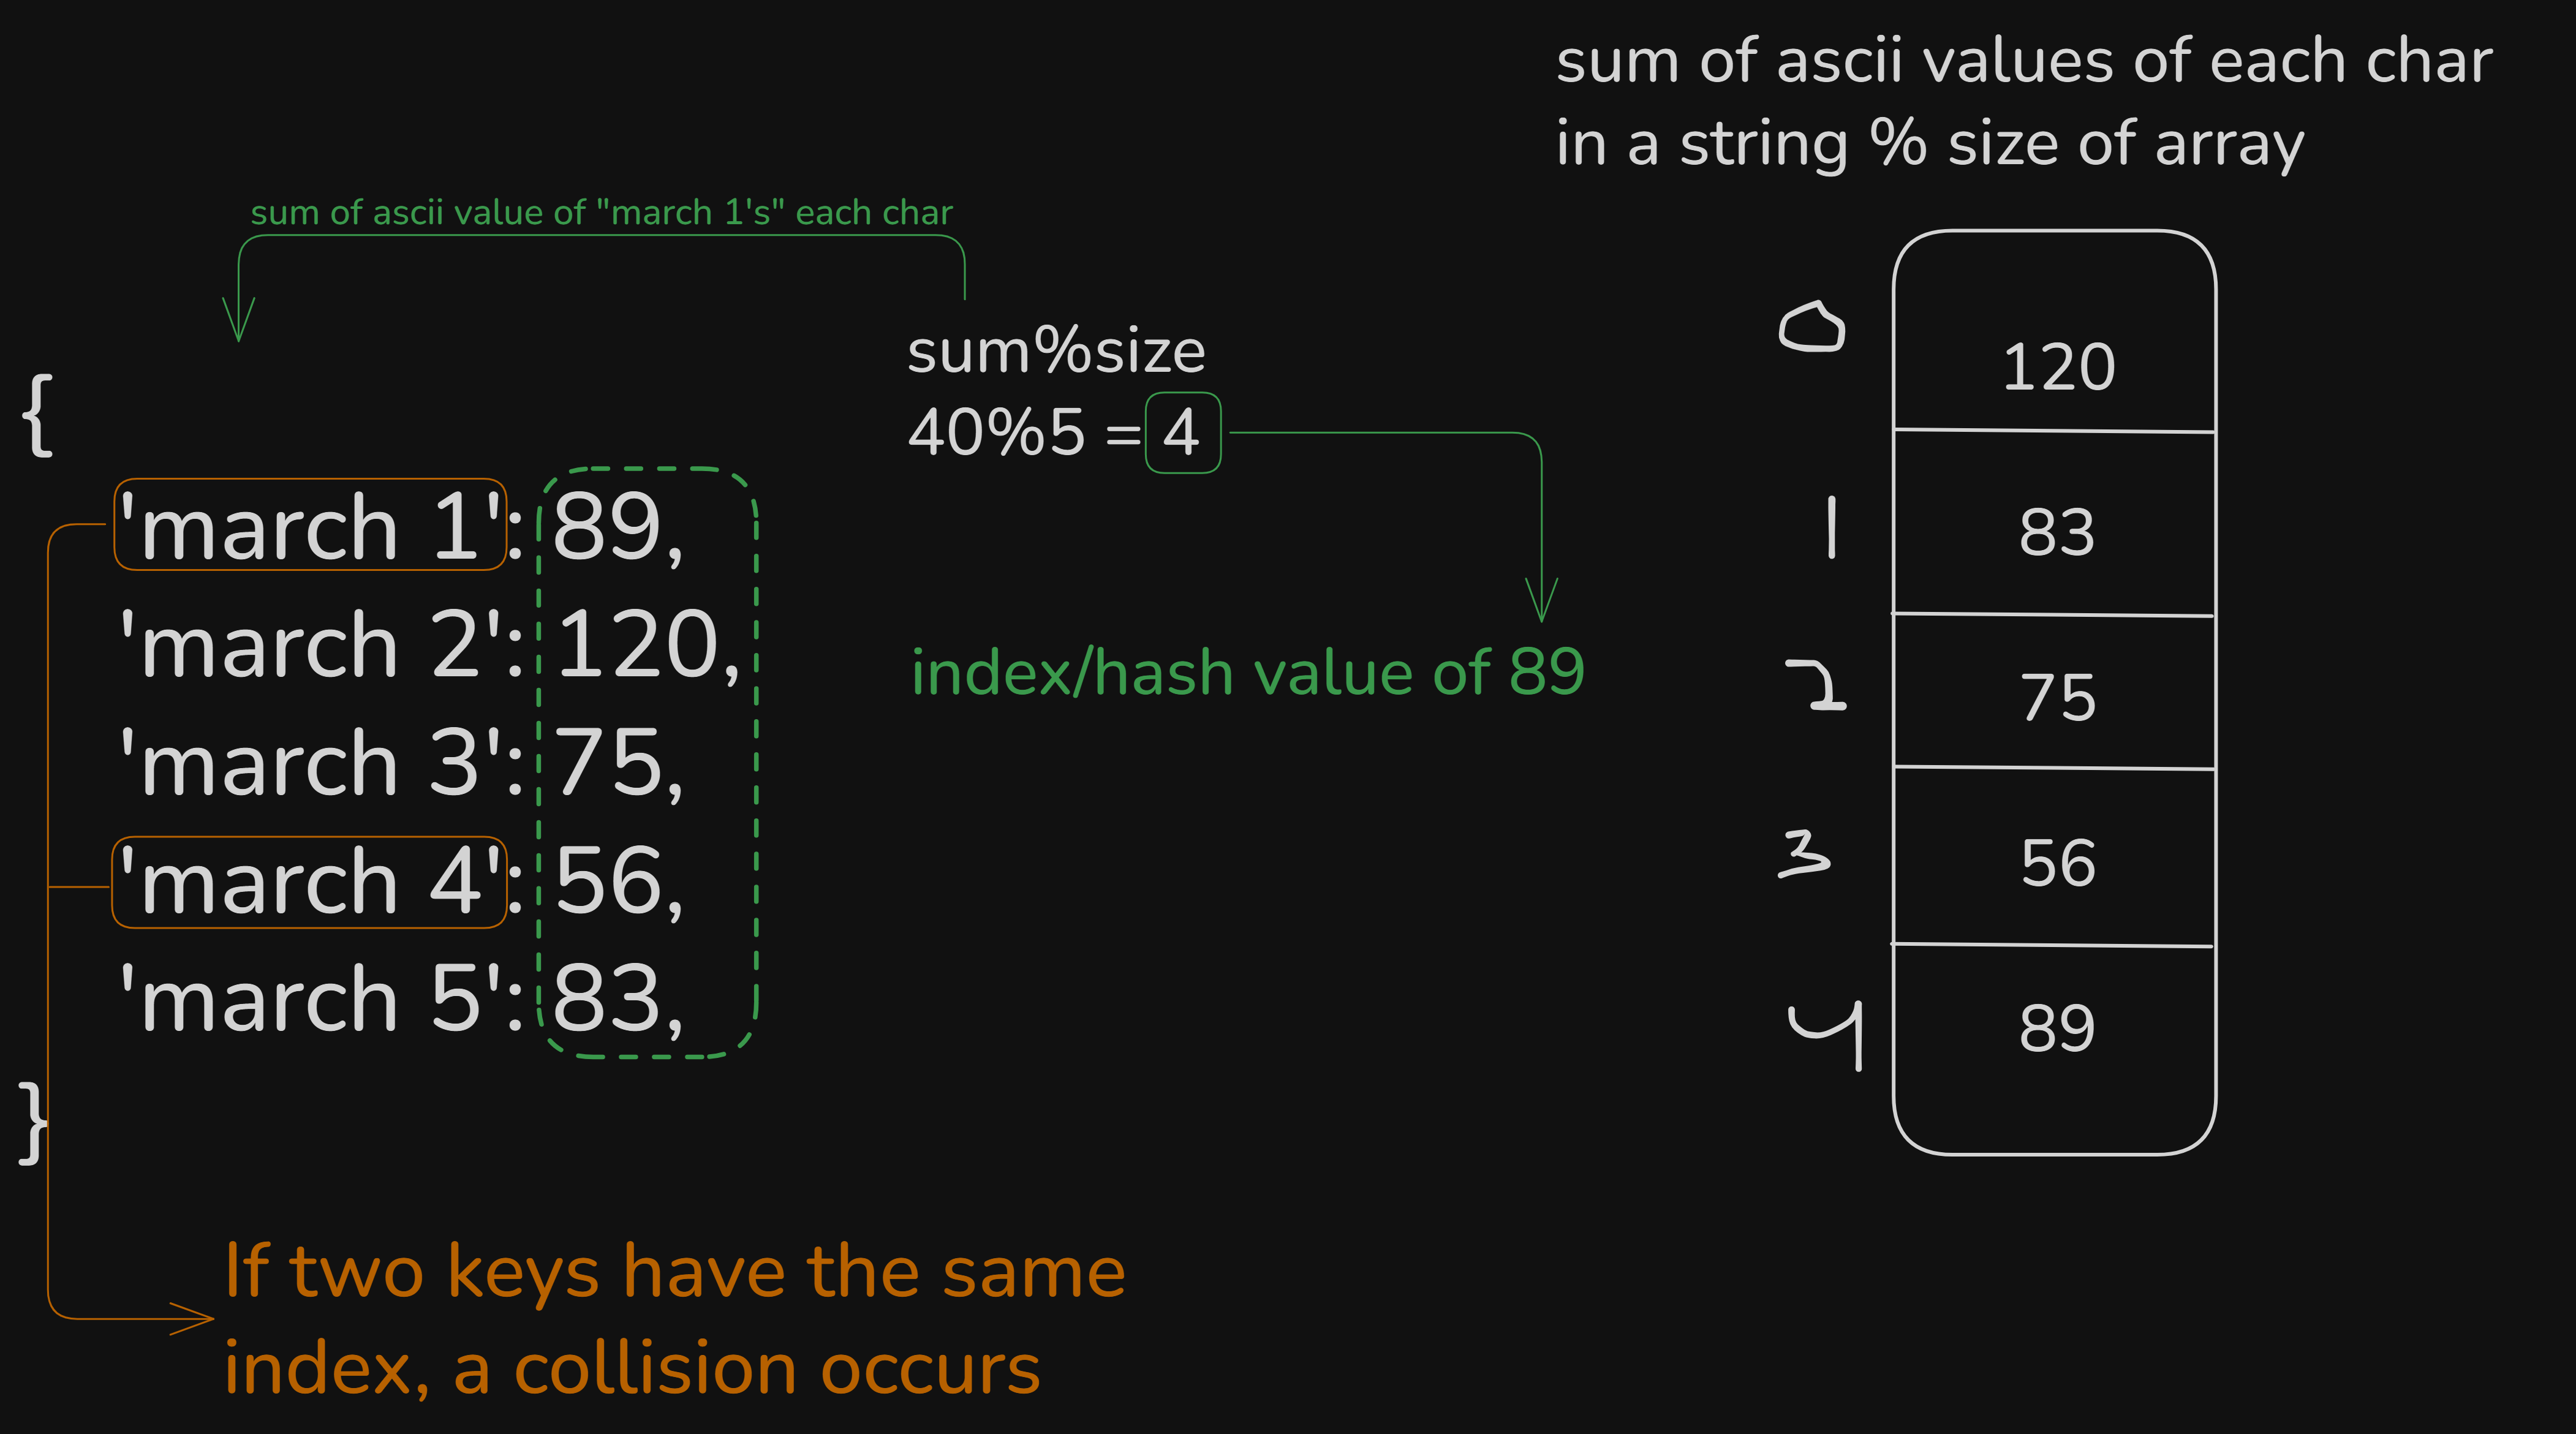 sum of ascii values of each char
in a string % size of array
sum of ascii value of "march 1's" each char
sum%size
40%5 = 4
{
'march 1': 89,
'march 2': 120,
'march 3': 75,
'march 4': 56,
'march 5': 83,
}
index/hash value of 89
0
120
1
83
2
75
3
56
4
89
If two keys have the same
index, a collision occurs